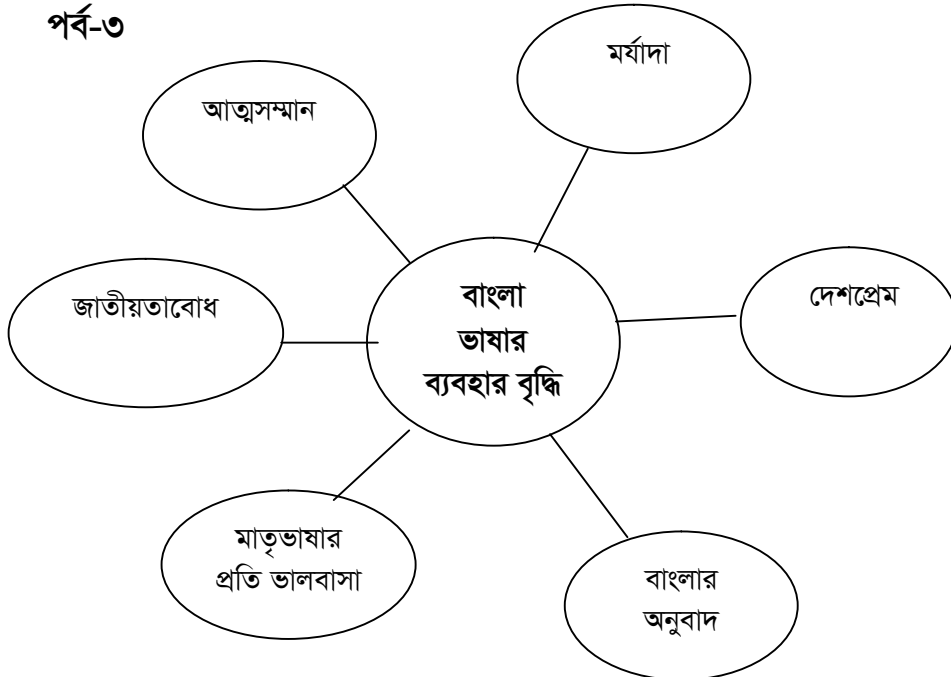 পর্ব-৩
মর্যাদা
আত্মসম্মান
জাতীয়তাবোধ
বাংলা
ভাষার
ব্যবহার বৃদ্ধি
দেশপ্রেম
মাতৃভাষার
প্রতি ভালবাসা
বাংলার
অনুবাদ